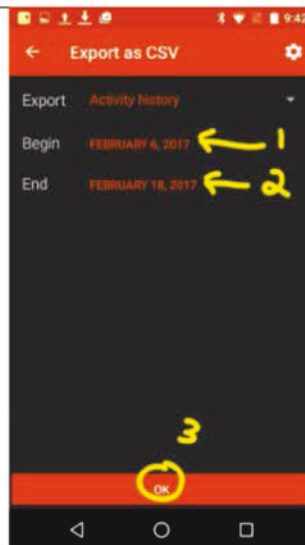 9:42
Export as CSV
Export Activity history
Begin FEBRUARY 6, 2017 1
End FEBRUARY 18, 2017 2
3
OK